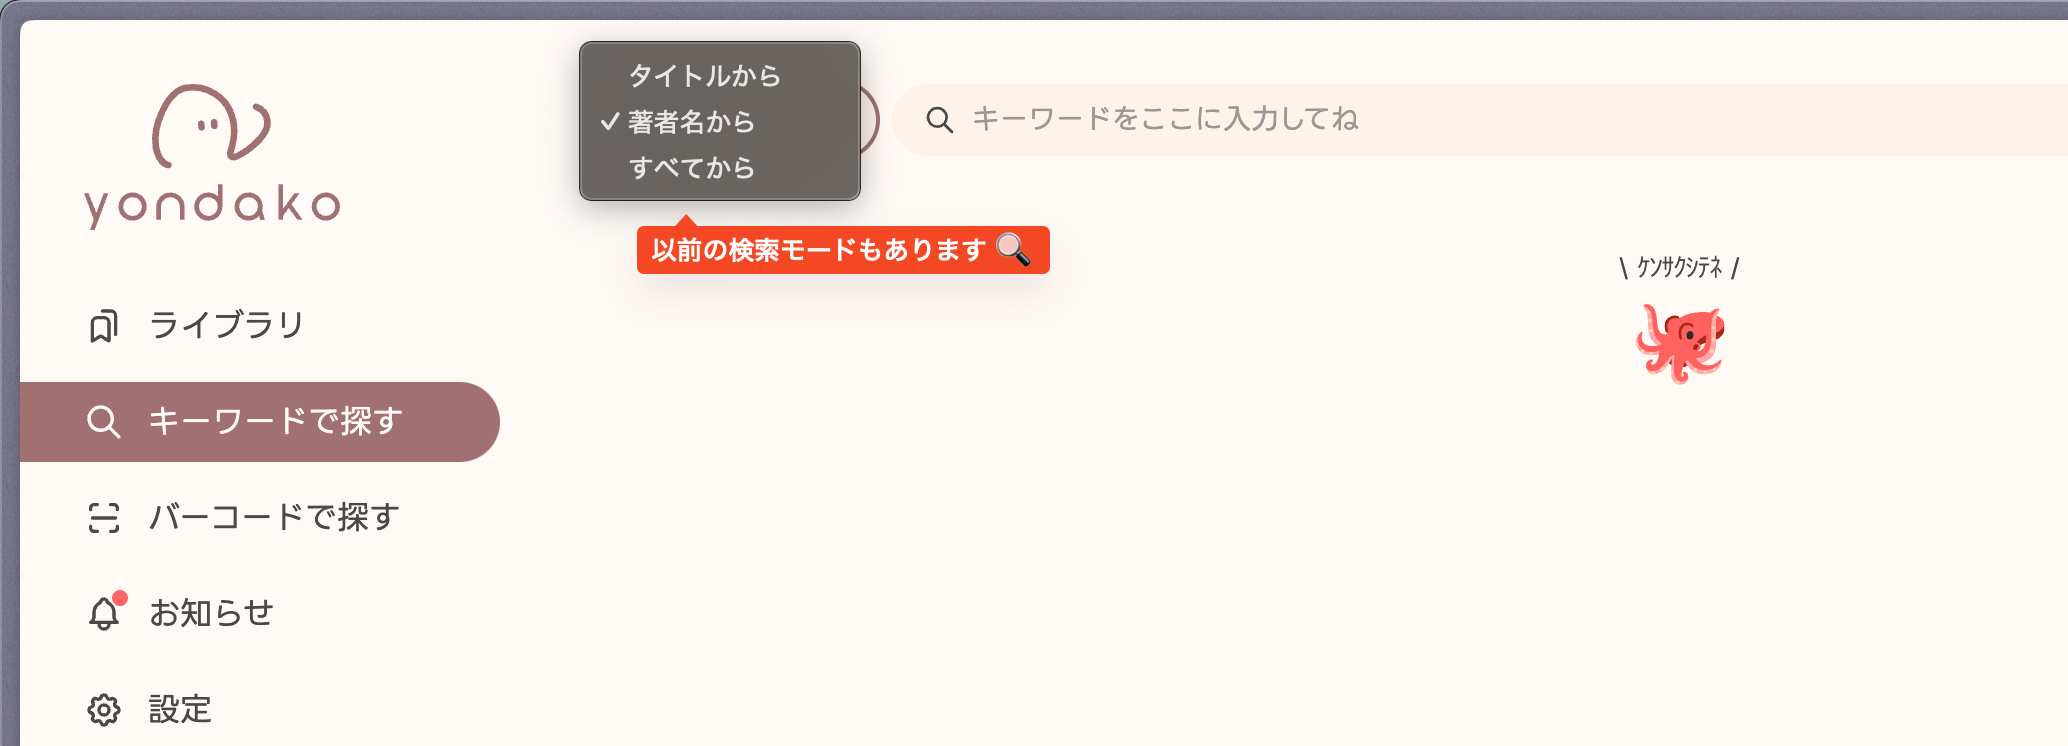 タイトルから
✓ 著者名から
すべてから
キーワードをここに入力してね
以前の検索モードもあります🔍
yondako
\ ｹﾝｻｸｼﾃﾈ /
ライブラリ
キーワードで探す
バーコードで探す
お知らせ
設定